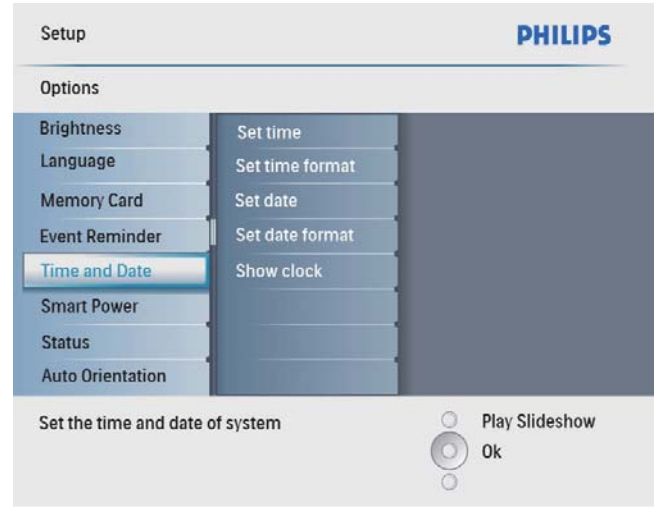 Setup
PHILIPS
Options
Brightness
Language
Memory Card
Event Reminder
Time and Date
Smart Power
Status
Auto Orientation
Set time
Set time format
Set date
Set date format
Show clock
Set the time and date of system
Play Slideshow
Ok